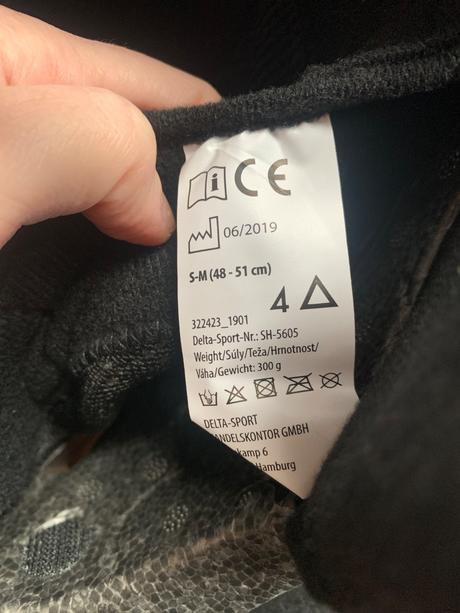 i CE
06/2019
S-M (48 - 51 cm)
4
322423_1901
Delta-Sport-Nr.: SH-5605
Weight/Súly/Teža/Hrnotnost/
Váha/Gewicht: 300 g
DELTA-SPORT
ANDELSKONTOR GMBH
kamp 6
Hamburg